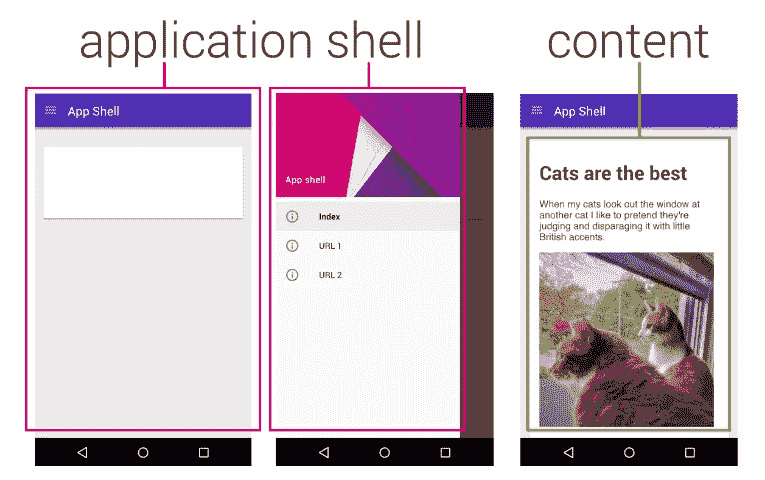 application shell
content
App Shell
App shell
Index
URL 1
URL 2
App Shell
Cats are the best
When my cats look out the window at
another cat I like to pretend they're
judging and disparaging it with little
British accents.